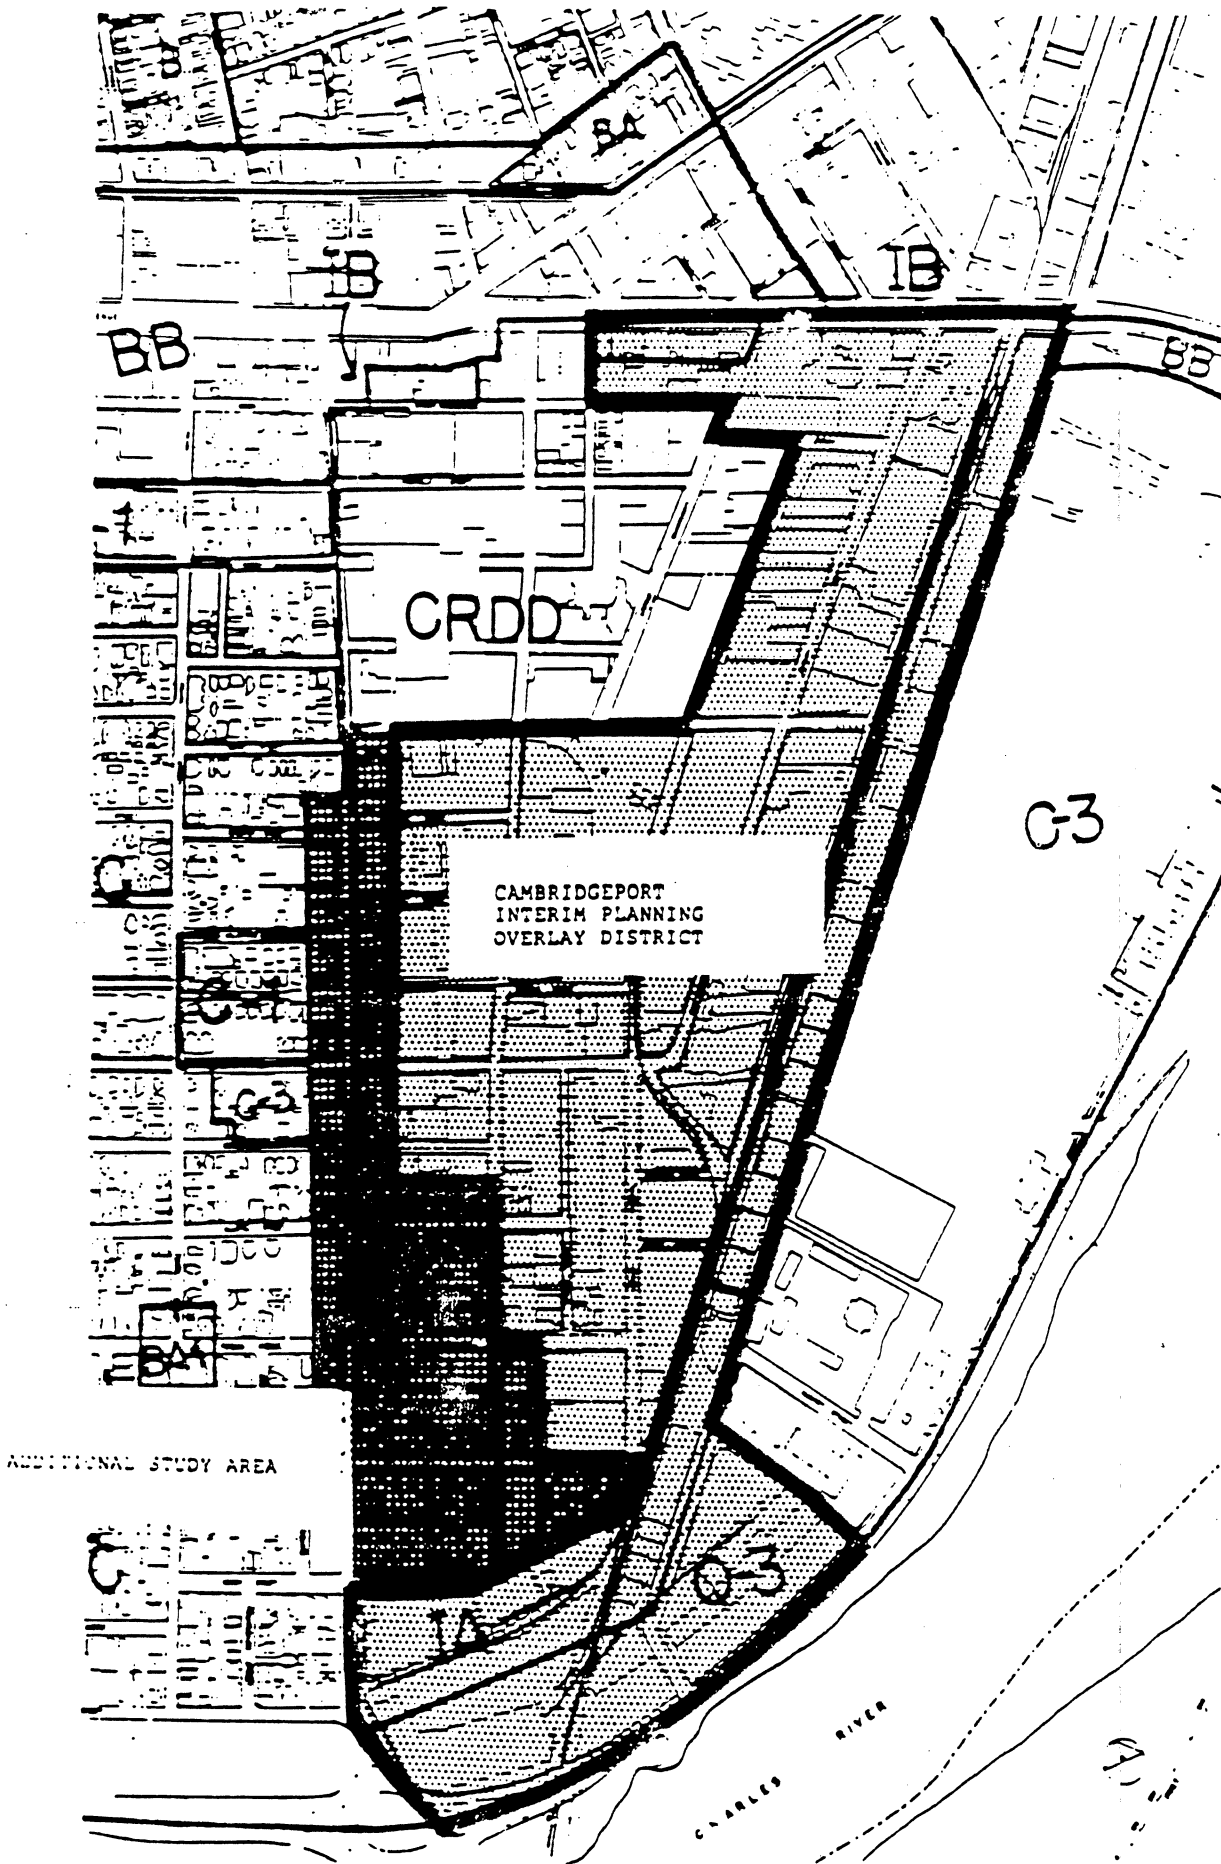 BA
IB
IB
BB
BB
CRDD
C-3
CAMBRIDGEPORT
INTERIM PLANNING
OVERLAY DISTRICT
C-3
ADDITIONAL STUDY AREA
O-3
IA
CHARLES RIVER